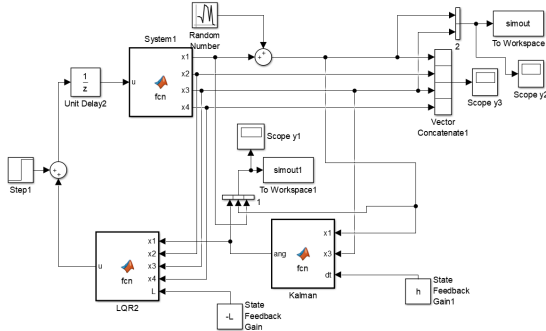 Random
Number
System1
simout
To Workspace
2
x1
u
x2
fcn
x3
x4
1
z
Unit Delay2
Scope y3
Scope y2
Vector
Concatenate1
Scope y1
simout1
To Workspace1
1
Step1
x1
x2
u
fcn
x3
x4
L
LQR2
x1
ang
fcn
x3
dt
Kalman
-L
State
Feedback
Gain
h
State
Feedback
Gain1